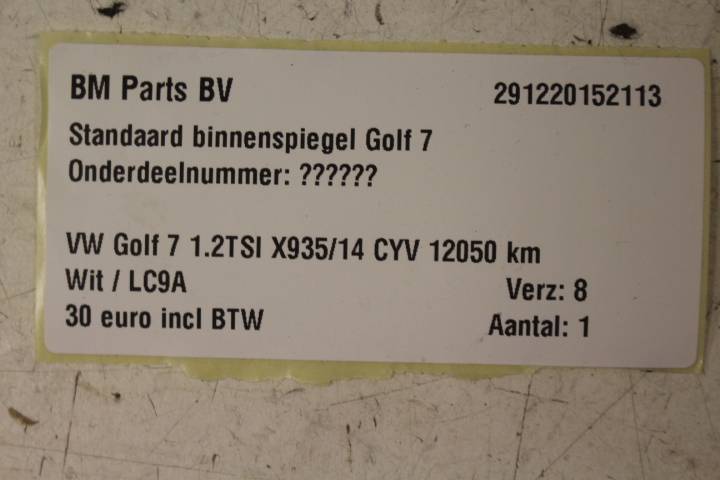 BM Parts BV 291220152113
Standaard binnenspiegel Golf 7
Onderdeelnummer: ??????
VW Golf 7 1.2TSI X935/14 CYV 12050 km
Wit / LC9A Verz: 8
30 euro incl BTW Aantal: 1